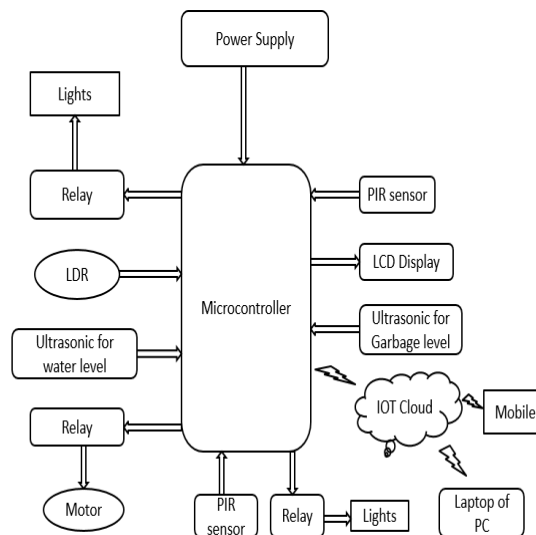 Power Supply
Lights
Relay
PIR sensor
LDR
LCD Display
Microcontroller
Ultrasonic for
water level
Ultrasonic for
Garbage level
IOT Cloud
Mobile
Relay
Motor
PIR
sensor
Relay
Lights
Laptop of
PC